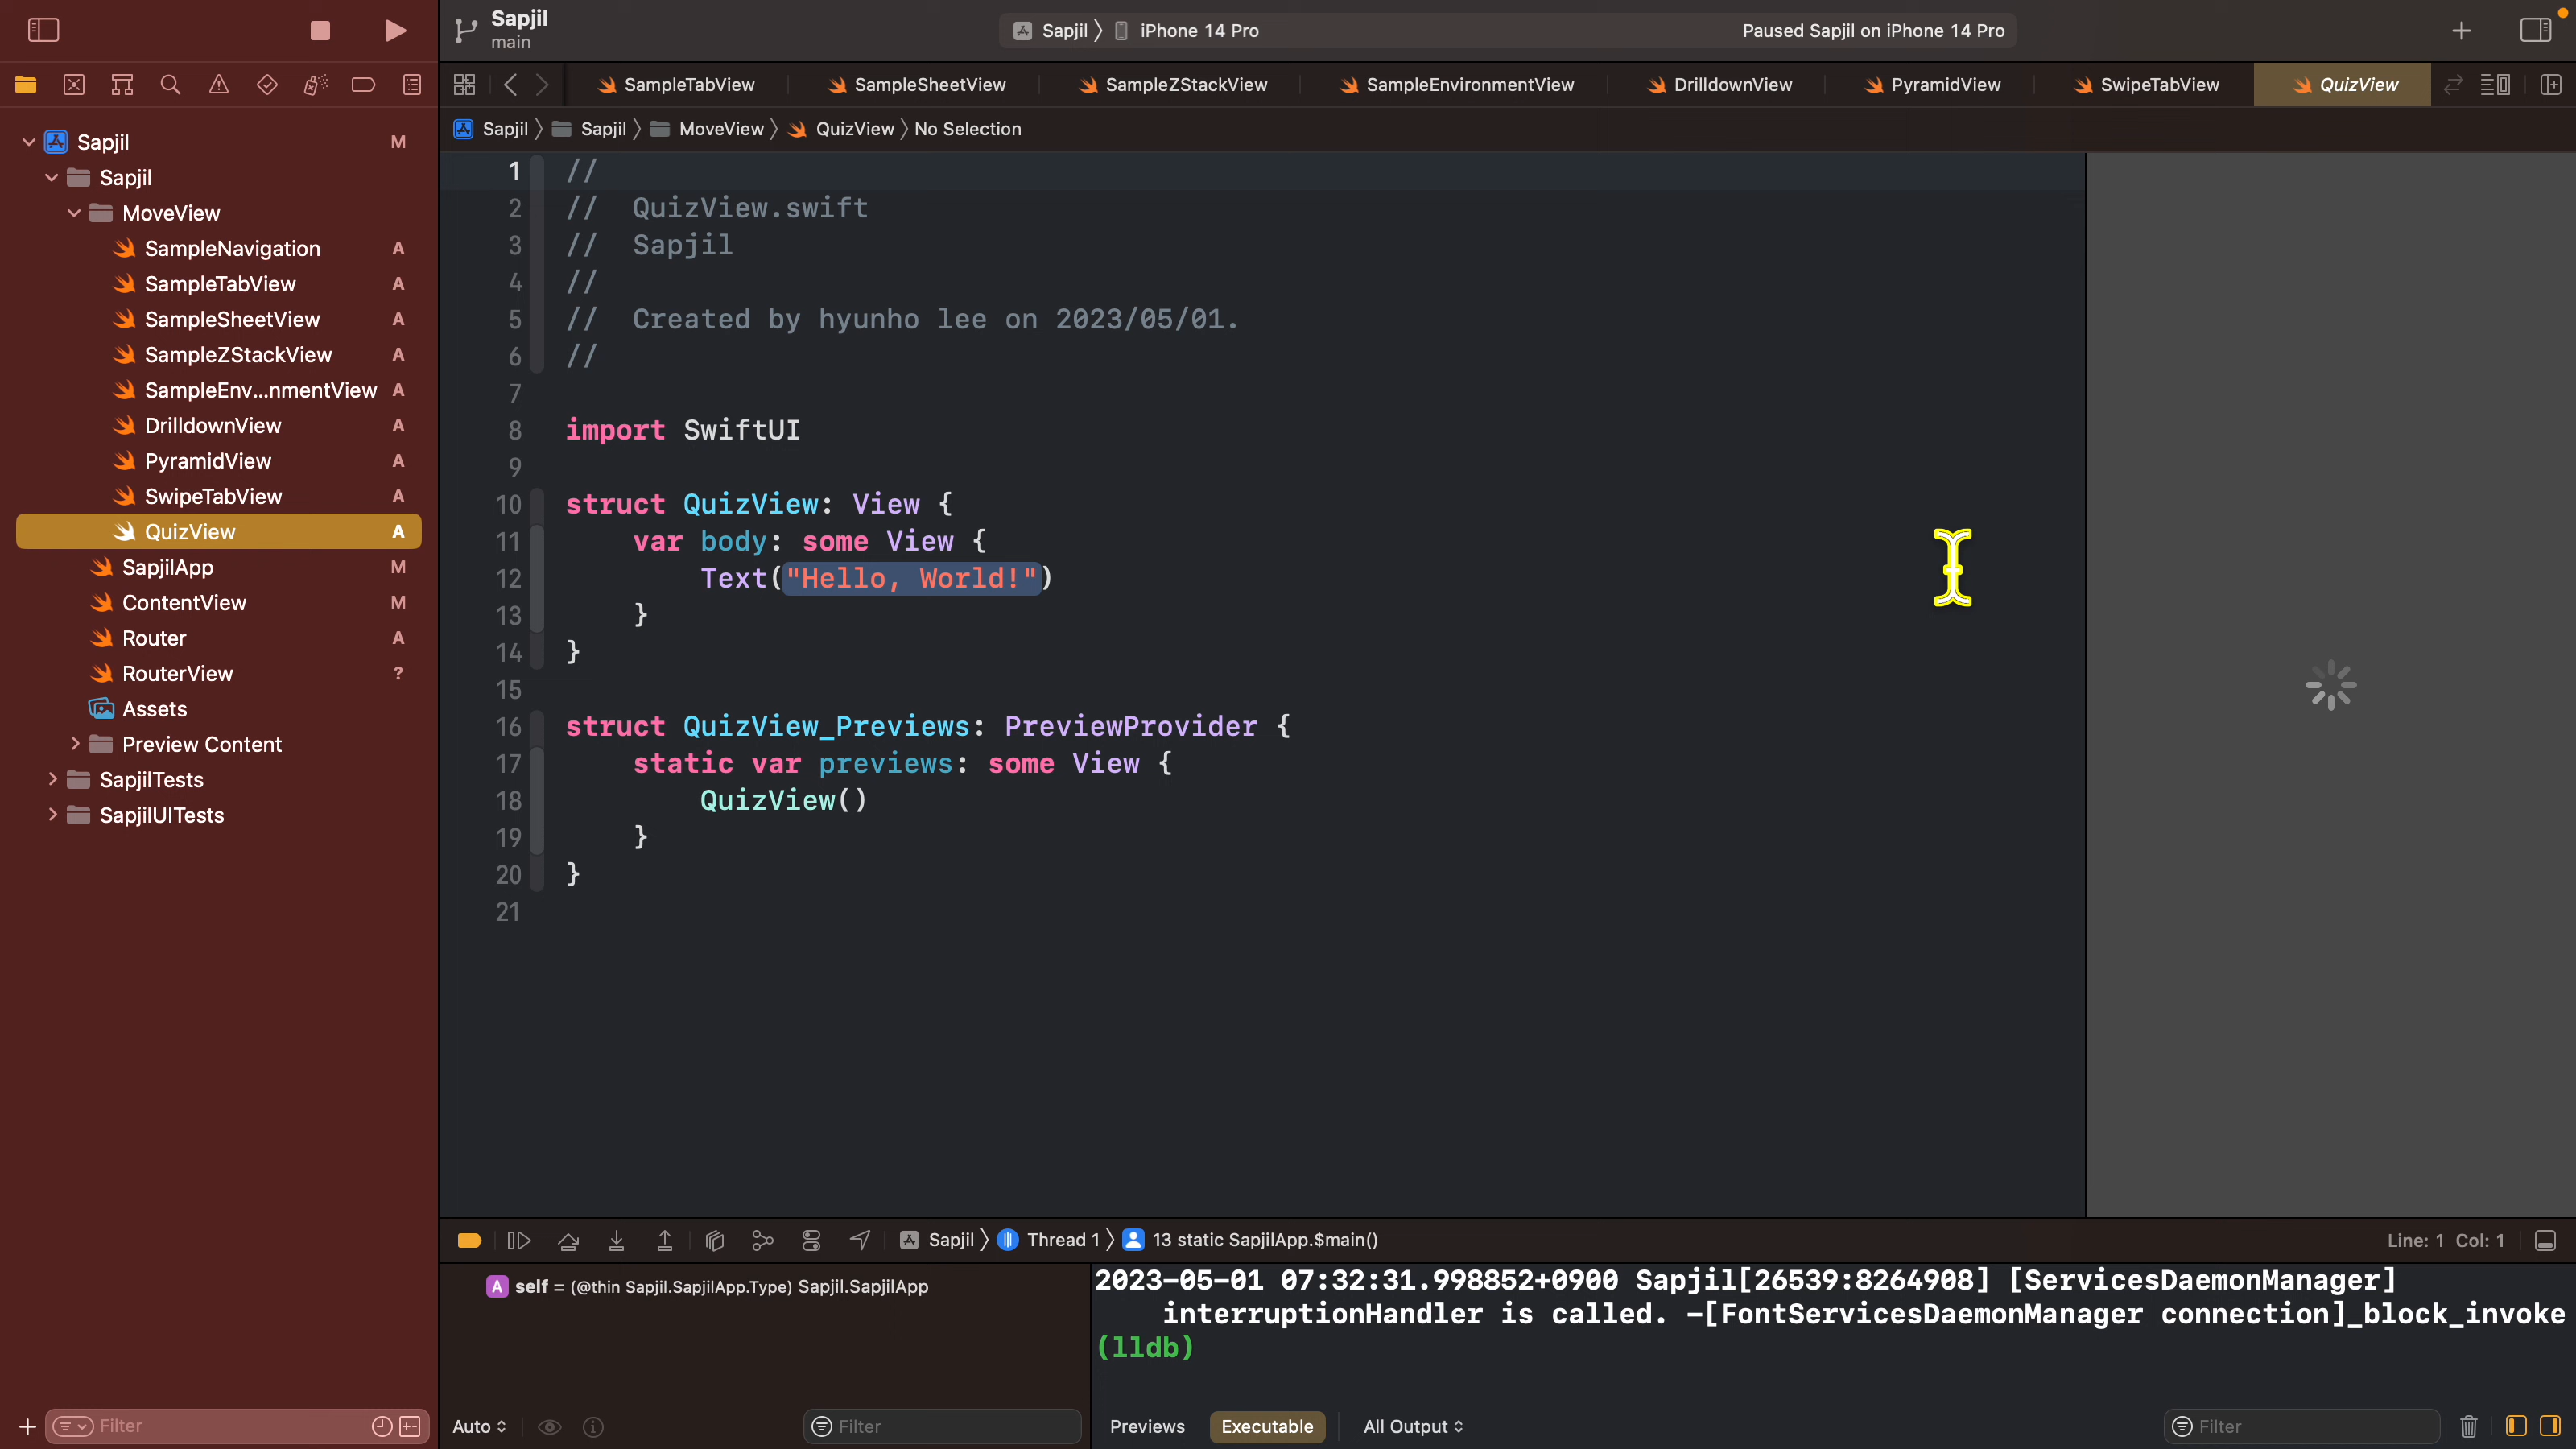 Sapjil
main
Sapjil
iPhone 14 Pro
Paused Sapjil on iPhone 14 Pro
SampleTabView
SampleSheetView
SampleZStackView
SampleEnvironmentView
DrilldownView
PyramidView
SwipeTabView
QuizView
Sapjil
Sapjil
MoveView
QuizView
No Selection
Sapjil M
Sapjil
MoveView
SampleNavigation A
SampleTabView A
SampleSheetView A
SampleZStackView A
SampleEnv...nmentView A
DrilldownView A
PyramidView A
SwipeTabView A
QuizView A
SapjilApp M
ContentView M
Router A
RouterView ?
Assets
Preview Content
SapjilTests
SapjilUITests
Filter
1 //
2 //  QuizView.swift
3 //  Sapjil
4 //
5 //  Created by hyunho lee on 2023/05/01.
6 //
7
8 import SwiftUI
9
10 struct QuizView: View {
11     var body: some View {
12         Text("Hello, World!")
13     }
14 }
15
16 struct QuizView_Previews: PreviewProvider {
17     static var previews: some View {
18         QuizView()
19     }
20 }
21
Sapjil
Thread 1
13 static SapjilApp.$main()
Line: 1 Col: 1
A self = (@thin Sapjil.SapjilApp.Type) Sapjil.SapjilApp
Auto
Filter
2023-05-01 07:32:31.998852+0900 Sapjil[26539:8264908] [ServicesDaemonManager]
interruptionHandler is called. -[FontServicesDaemonManager connection]_block_invoke
(lldb)
Previews
Executable
All Output
Filter